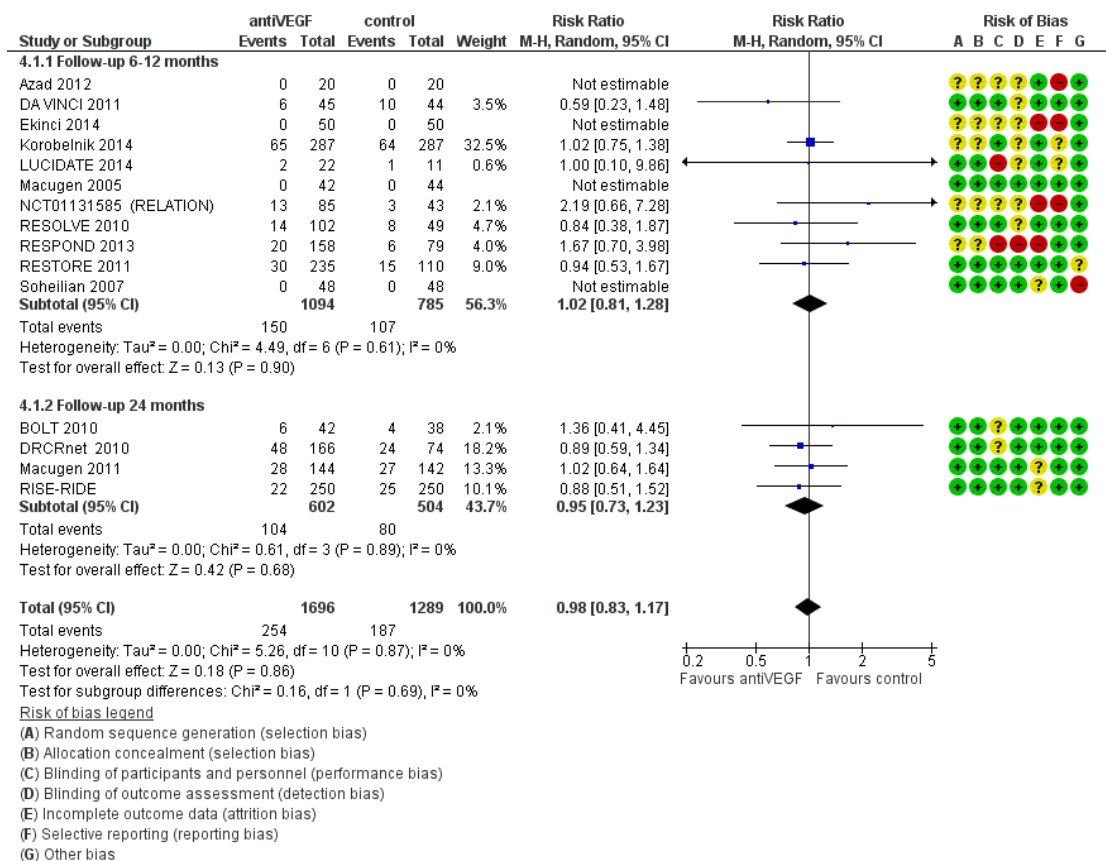 antiVEGF control Risk Ratio Risk Ratio Risk of Bias
Study or Subgroup Events Total Events Total Weight M-H, Random, 95% CI M-H, Random, 95% CI A B C D E F G
4.1.1 Follow-up 6-12 months
Azad 2012 0 20 0 20 Not estimable ? ? ? ? + - +
DA VINCI 2011 6 45 10 44 3.5% 0.59 [0.23, 1.48] + + + ? + + +
Ekinci 2014 0 50 0 50 Not estimable ? ? ? ? - - +
Korobelnik 2014 65 287 64 287 32.5% 1.02 [0.75, 1.38] ? ? + ? + ? +
LUCIDATE 2014 2 22 1 11 0.6% 1.00 [0.10, 9.86] + + - ? + ? +
Macugen 2005 0 42 0 44 Not estimable + + + + + + +
NCT01131585 (RELATION) 13 85 3 43 2.1% 2.19 [0.66, 7.28] ? ? ? ? - - +
RESOLVE 2010 14 102 8 49 4.7% 0.84 [0.38, 1.87] + + + ? + + +
RESPOND 2013 20 158 6 79 4.0% 1.67 [0.70, 3.98] ? ? - - - + +
RESTORE 2011 30 235 15 110 9.0% 0.94 [0.53, 1.67] + + + + + + ?
Soheilian 2007 0 48 0 48 Not estimable + + + + ? + -
Subtotal (95% CI) 1094 785 56.3% 1.02 [0.81, 1.28]
Total events 150 107
Heterogeneity: Tau² = 0.00; Chi² = 4.49, df = 6 (P = 0.61); I² = 0%
Test for overall effect: Z = 0.13 (P = 0.90)
4.1.2 Follow-up 24 months
BOLT 2010 6 42 4 38 2.1% 1.36 [0.41, 4.45] + + ? + + + +
DRCRnet 2010 48 166 24 74 18.2% 0.89 [0.59, 1.34] + + ? + + + +
Macugen 2011 28 144 27 142 13.3% 1.02 [0.64, 1.64] + + + + ? + +
RISE-RIDE 22 250 25 250 10.1% 0.88 [0.51, 1.52] + + + + ? + +
Subtotal (95% CI) 602 504 43.7% 0.95 [0.73, 1.23]
Total events 104 80
Heterogeneity: Tau² = 0.00; Chi² = 0.61, df = 3 (P = 0.89); I² = 0%
Test for overall effect: Z = 0.42 (P = 0.68)
Total (95% CI) 1696 1289 100.0% 0.98 [0.83, 1.17]
Total events 254 187
Heterogeneity: Tau² = 0.00; Chi² = 5.26, df = 10 (P = 0.87); I² = 0%
Test for overall effect: Z = 0.18 (P = 0.86)
Test for subgroup differences: Chi² = 0.16, df = 1 (P = 0.69), I² = 0%
0.2 0.5 1 2 5
Favours antiVEGF Favours control
Risk of bias legend
(A) Random sequence generation (selection bias)
(B) Allocation concealment (selection bias)
(C) Blinding of participants and personnel (performance bias)
(D) Blinding of outcome assessment (detection bias)
(E) Incomplete outcome data (attrition bias)
(F) Selective reporting (reporting bias)
(G) Other bias